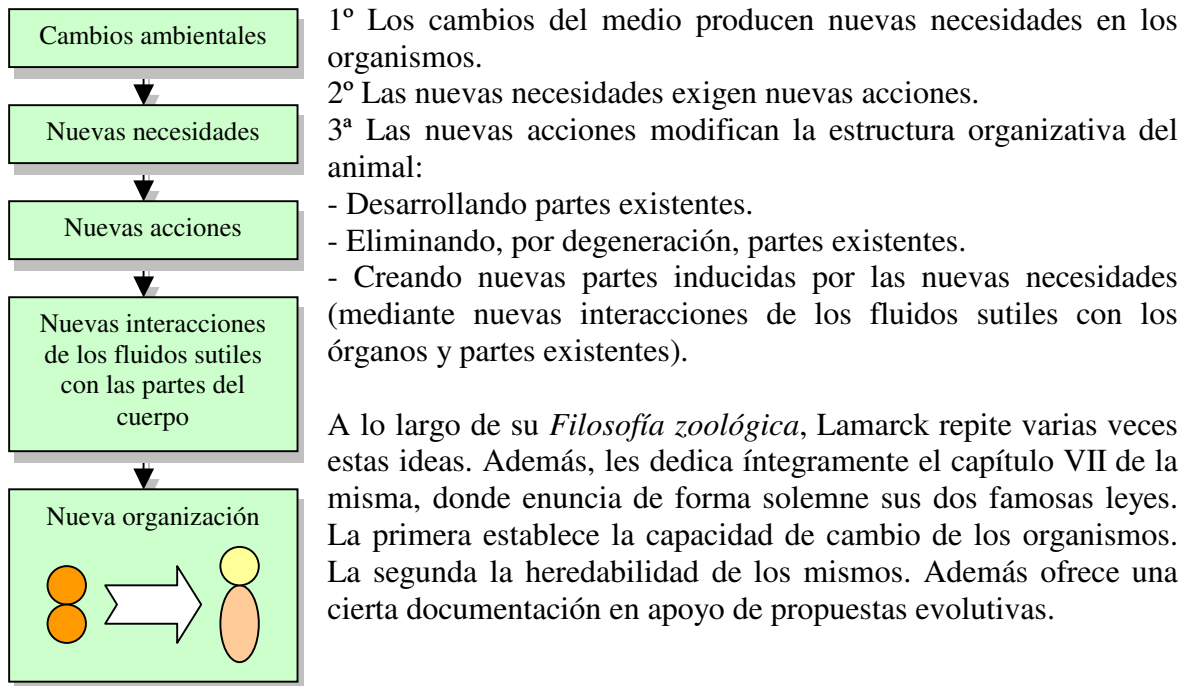 Cambios ambientales
Nuevas necesidades
Nuevas acciones
Nuevas interacciones
de los fluidos sutiles
con las partes del
cuerpo
Nueva organización
1º Los cambios del medio producen nuevas necesidades en los
organismos.
2º Las nuevas necesidades exigen nuevas acciones.
3ª Las nuevas acciones modifican la estructura organizativa del
animal:
- Desarrollando partes existentes.
- Eliminando, por degeneración, partes existentes.
- Creando nuevas partes inducidas por las nuevas necesidades
(mediante nuevas interacciones de los fluidos sutiles con los
órganos y partes existentes).
A lo largo de su Filosofía zoológica, Lamarck repite varias veces
estas ideas. Además, les dedica íntegramente el capítulo VII de la
misma, donde enuncia de forma solemne sus dos famosas leyes.
La primera establece la capacidad de cambio de los organismos.
La segunda la heredabilidad de los mismos. Además ofrece una
cierta documentación en apoyo de propuestas evolutivas.